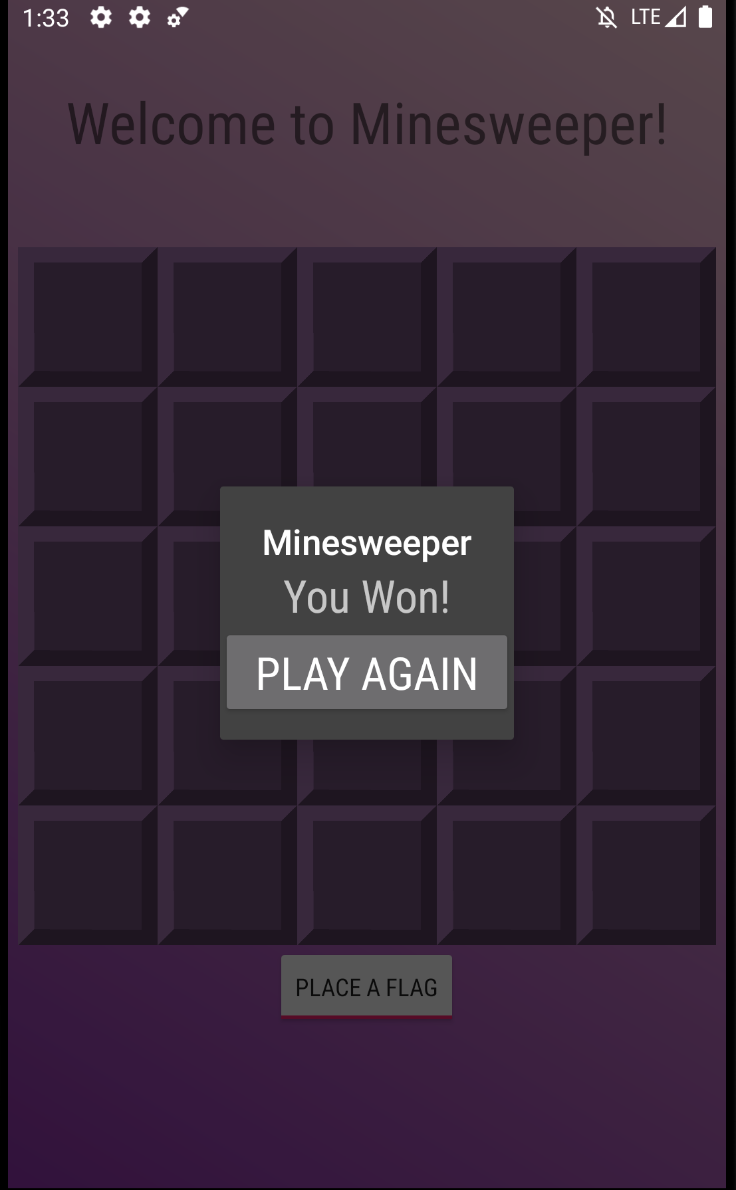 1:33 LTE
Welcome to Minesweeper!
Minesweeper
You Won!
PLAY AGAIN
PLACE A FLAG